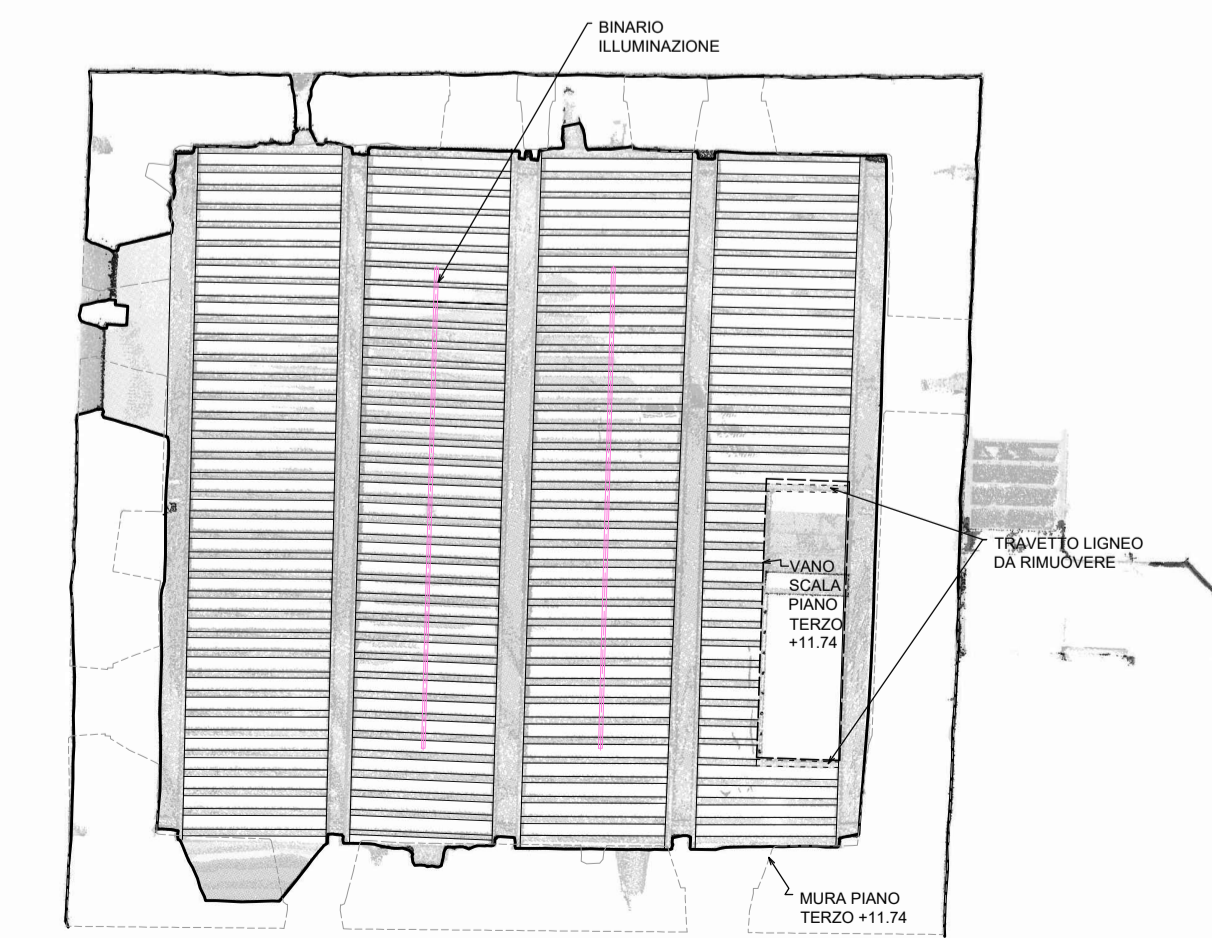 BINARIO
ILLUMINAZIONE
TRAVETTO LIGNEO
DA RIMUOVERE
VANO
SCALA
PIANO
TERZO
+11.74
MURA PIANO
TERZO +11.74